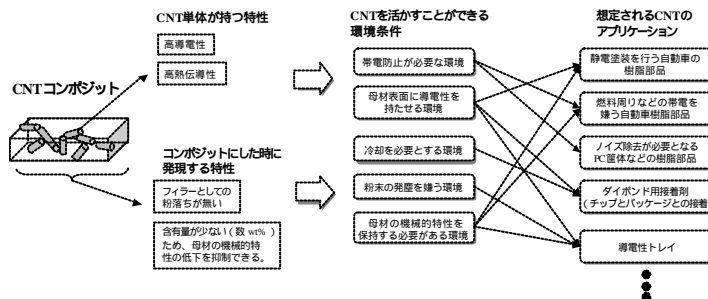 CNT単体が持つ特性
高導電性
高熱伝導性
CNTコンポジット
コンポジットにした時に
発現する特性
フィラーとしての
粉落ちが無い
含有量が少ない(数 wt%)
ため、母材の機械的特
性の低下を抑制できる。
CNTを活かすことができる
環境条件
帯電防止が必要な環境
母材表面に導電性を
持たせる環境
冷却を必要とする環境
粉末の発塵を嫌う環境
母材の機械的特性を
保持する必要がある環境
想定されるCNTの
アプリケーション
静電塗装を行う自動車の
樹脂部品
燃料周りなどの帯電を
嫌う自動車樹脂部品
ノイズ除去が必要となる
PC筐体などの樹脂部品
ダイボンド用接着剤
(チップとパッケージとの接着
導電性トレイ